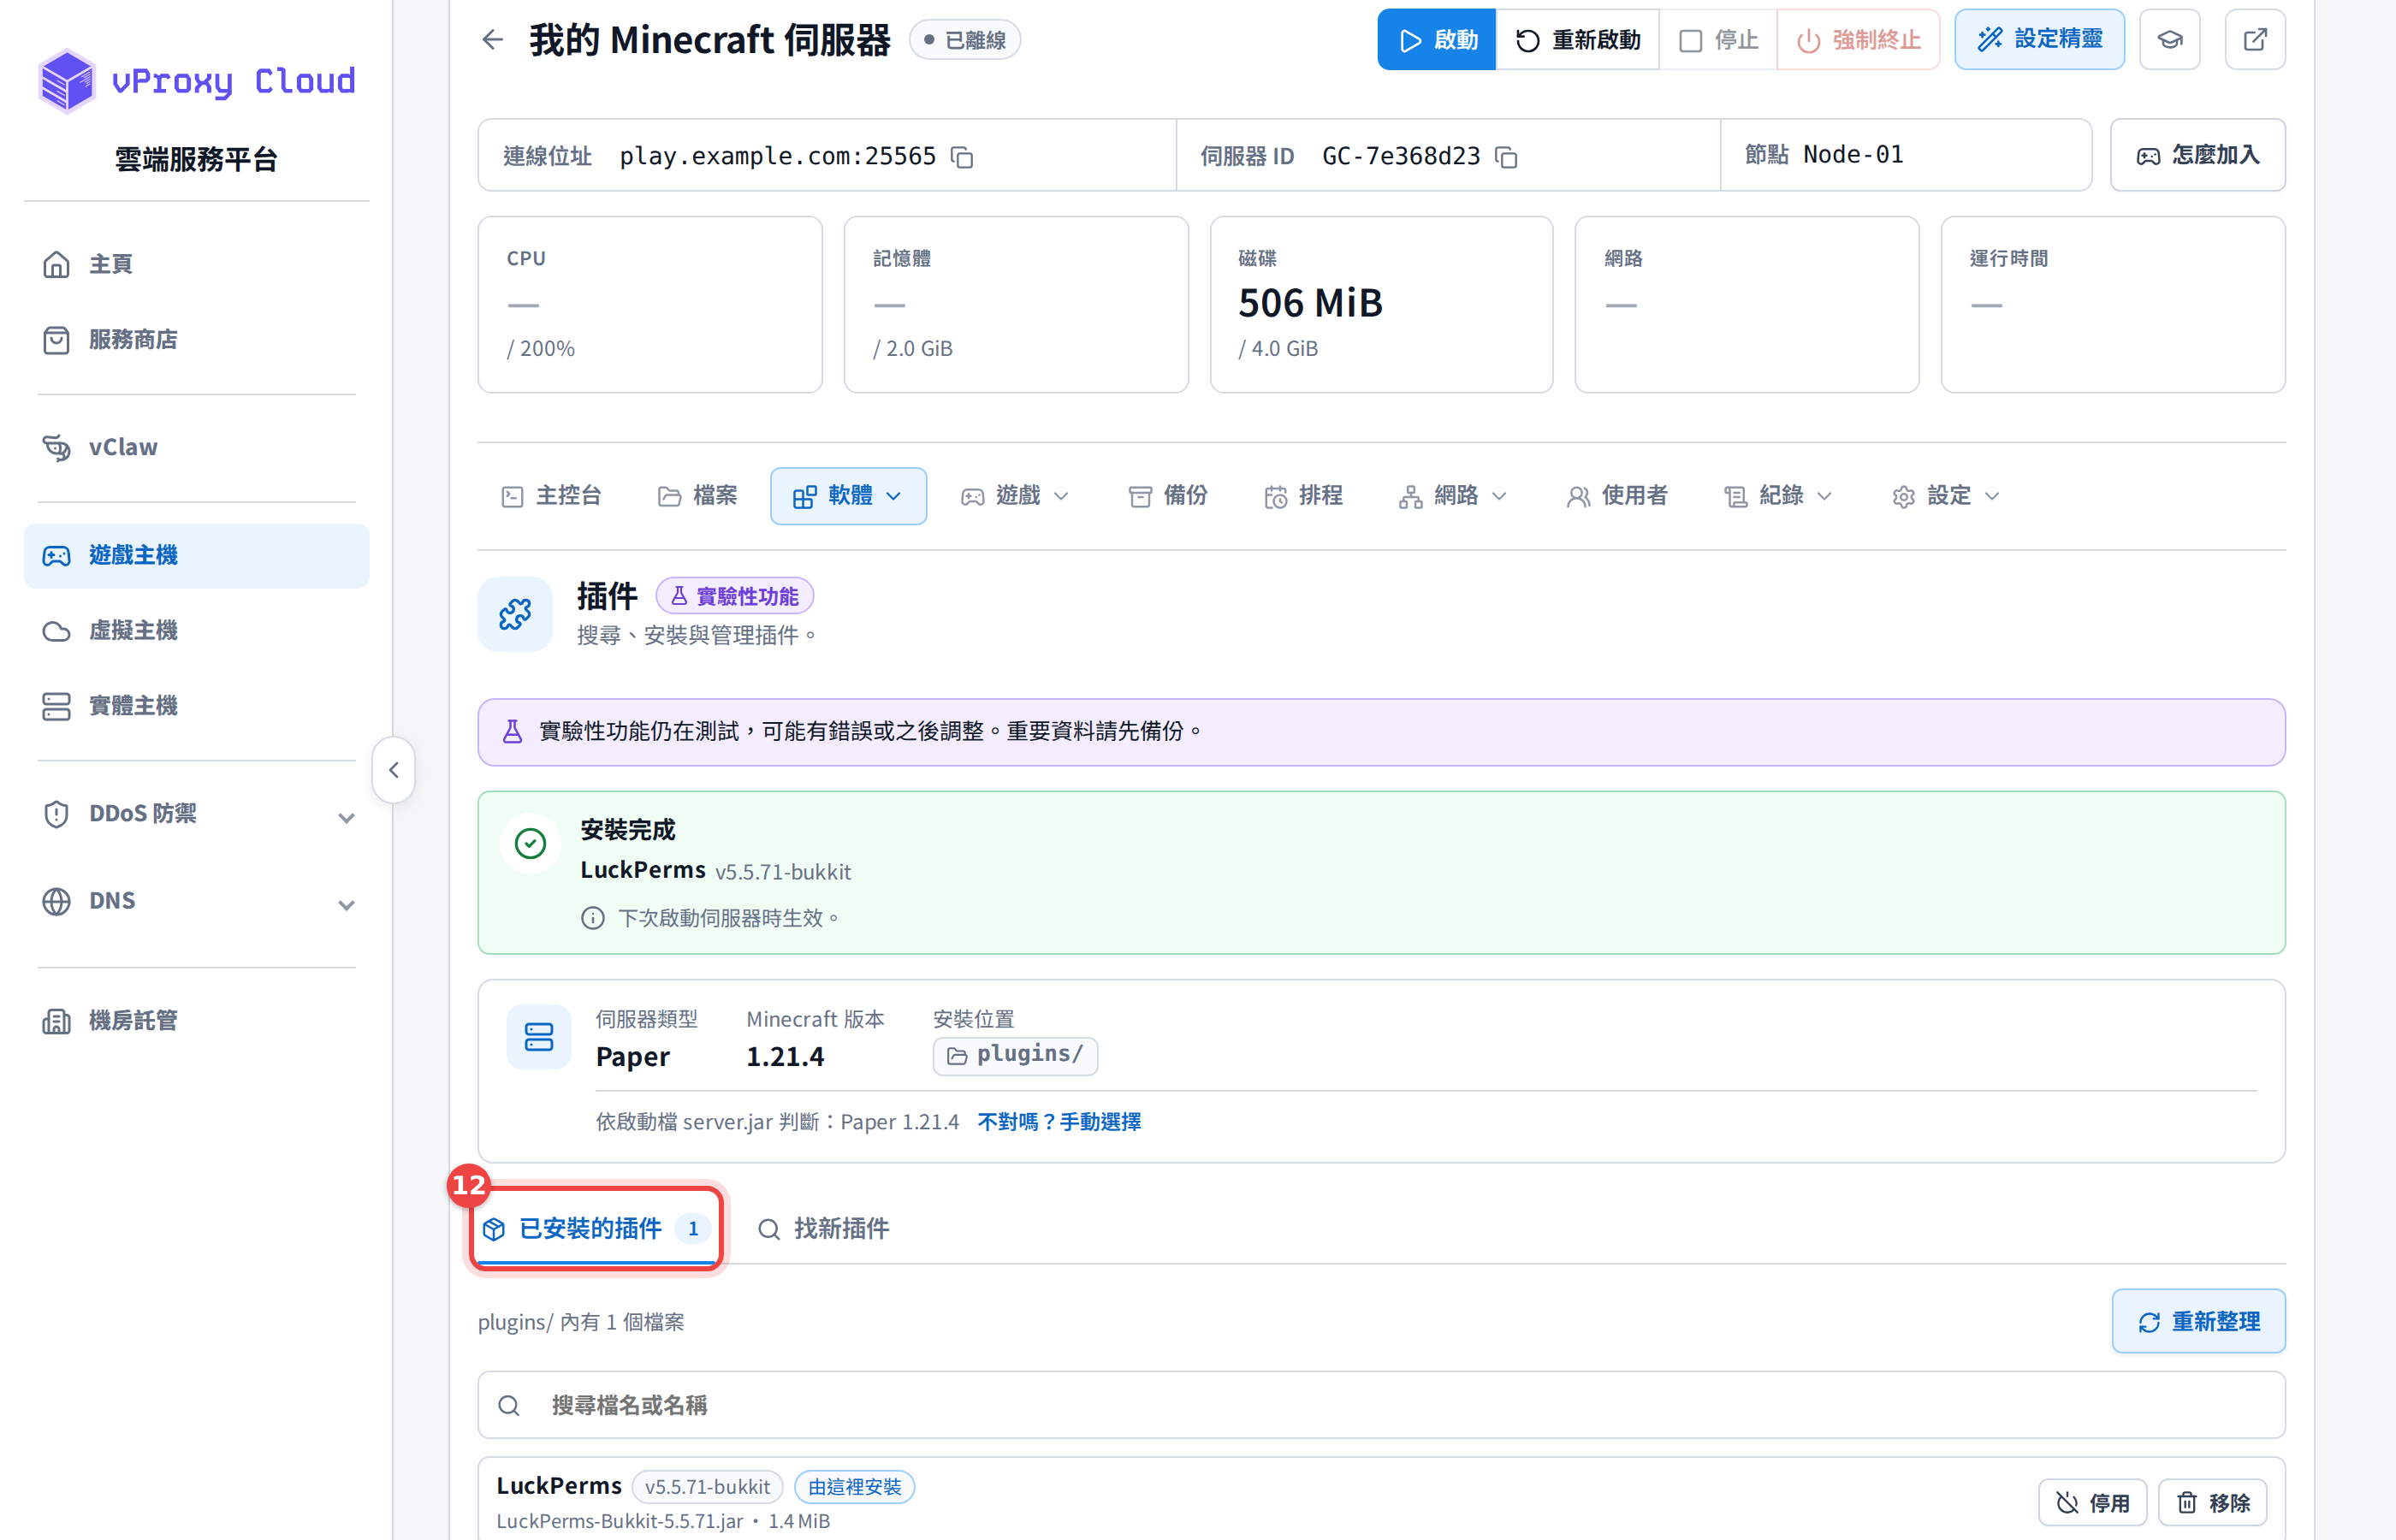 vProxy Cloud
雲端服務平台
主頁
服務商店
vClaw
遊戲主機
虛擬主機
實體主機
DDoS 防禦
DNS
機房託管
我的 Minecraft 伺服器 已離線
啟動 重新啟動 停止 強制終止 設定精靈
連線位址 play.example.com:25565 伺服器 ID GC-7e368d23 節點 Node-01 怎麼加入
CPU
—
/ 200%
記憶體
—
/ 2.0 GiB
磁碟
506 MiB
/ 4.0 GiB
網路
—
運行時間
—
主控台 檔案 軟體 遊戲 備份 排程 網路 使用者 紀錄 設定
插件 實驗性功能
搜尋、安裝與管理插件。
實驗性功能仍在測試，可能有錯誤或之後調整。重要資料請先備份。
安裝完成
LuckPerms v5.5.71-bukkit
下次啟動伺服器時生效。
伺服器類型 Minecraft 版本 安裝位置
Paper 1.21.4 plugins/
依啟動檔 server.jar 判斷：Paper 1.21.4 不對嗎？手動選擇
12
已安裝的插件 1 找新插件
plugins/ 內有 1 個檔案 重新整理
搜尋檔名或名稱
LuckPerms v5.5.71-bukkit 由這裡安裝 停用 移除
LuckPerms-Bukkit-5.5.71.jar • 1.4 MiB